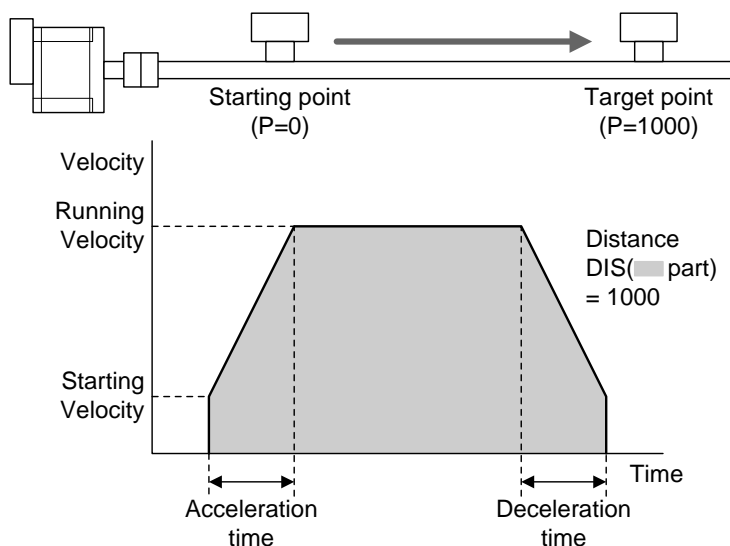 Starting point
(P=0)
Target point
(P=1000)
Velocity
Running
Velocity
Distance
DIS( part)
= 1000
Starting
Velocity
Time
Acceleration
time
Deceleration
time